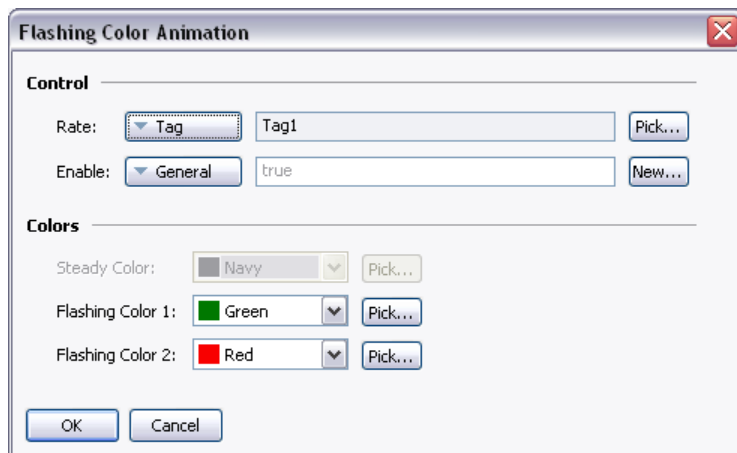 Flashing Color Animation
Control
Rate: Tag Tag1 Pick...
Enable: General true New...
Colors
Steady Color: Navy Pick...
Flashing Color 1: Green Pick...
Flashing Color 2: Red Pick...
OK Cancel